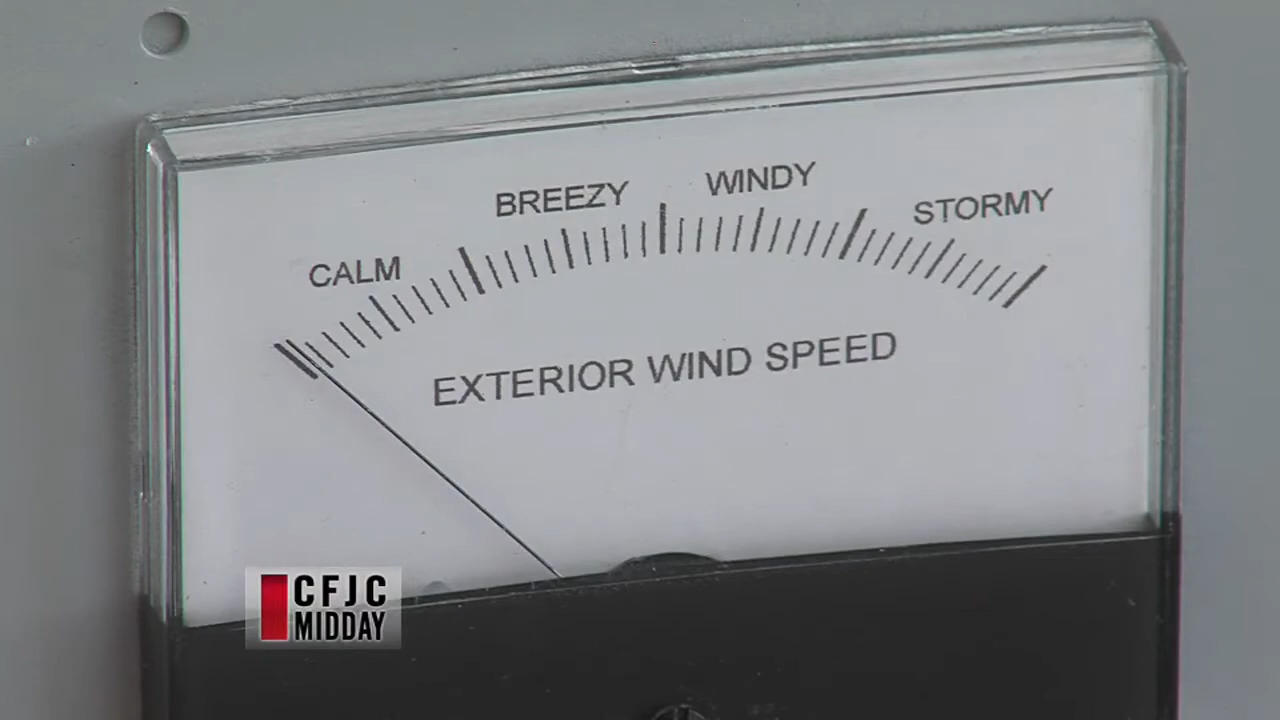 CALM
BREEZY
WINDY
STORMY
EXTERIOR WIND SPEED
CFJC
MIDDAY